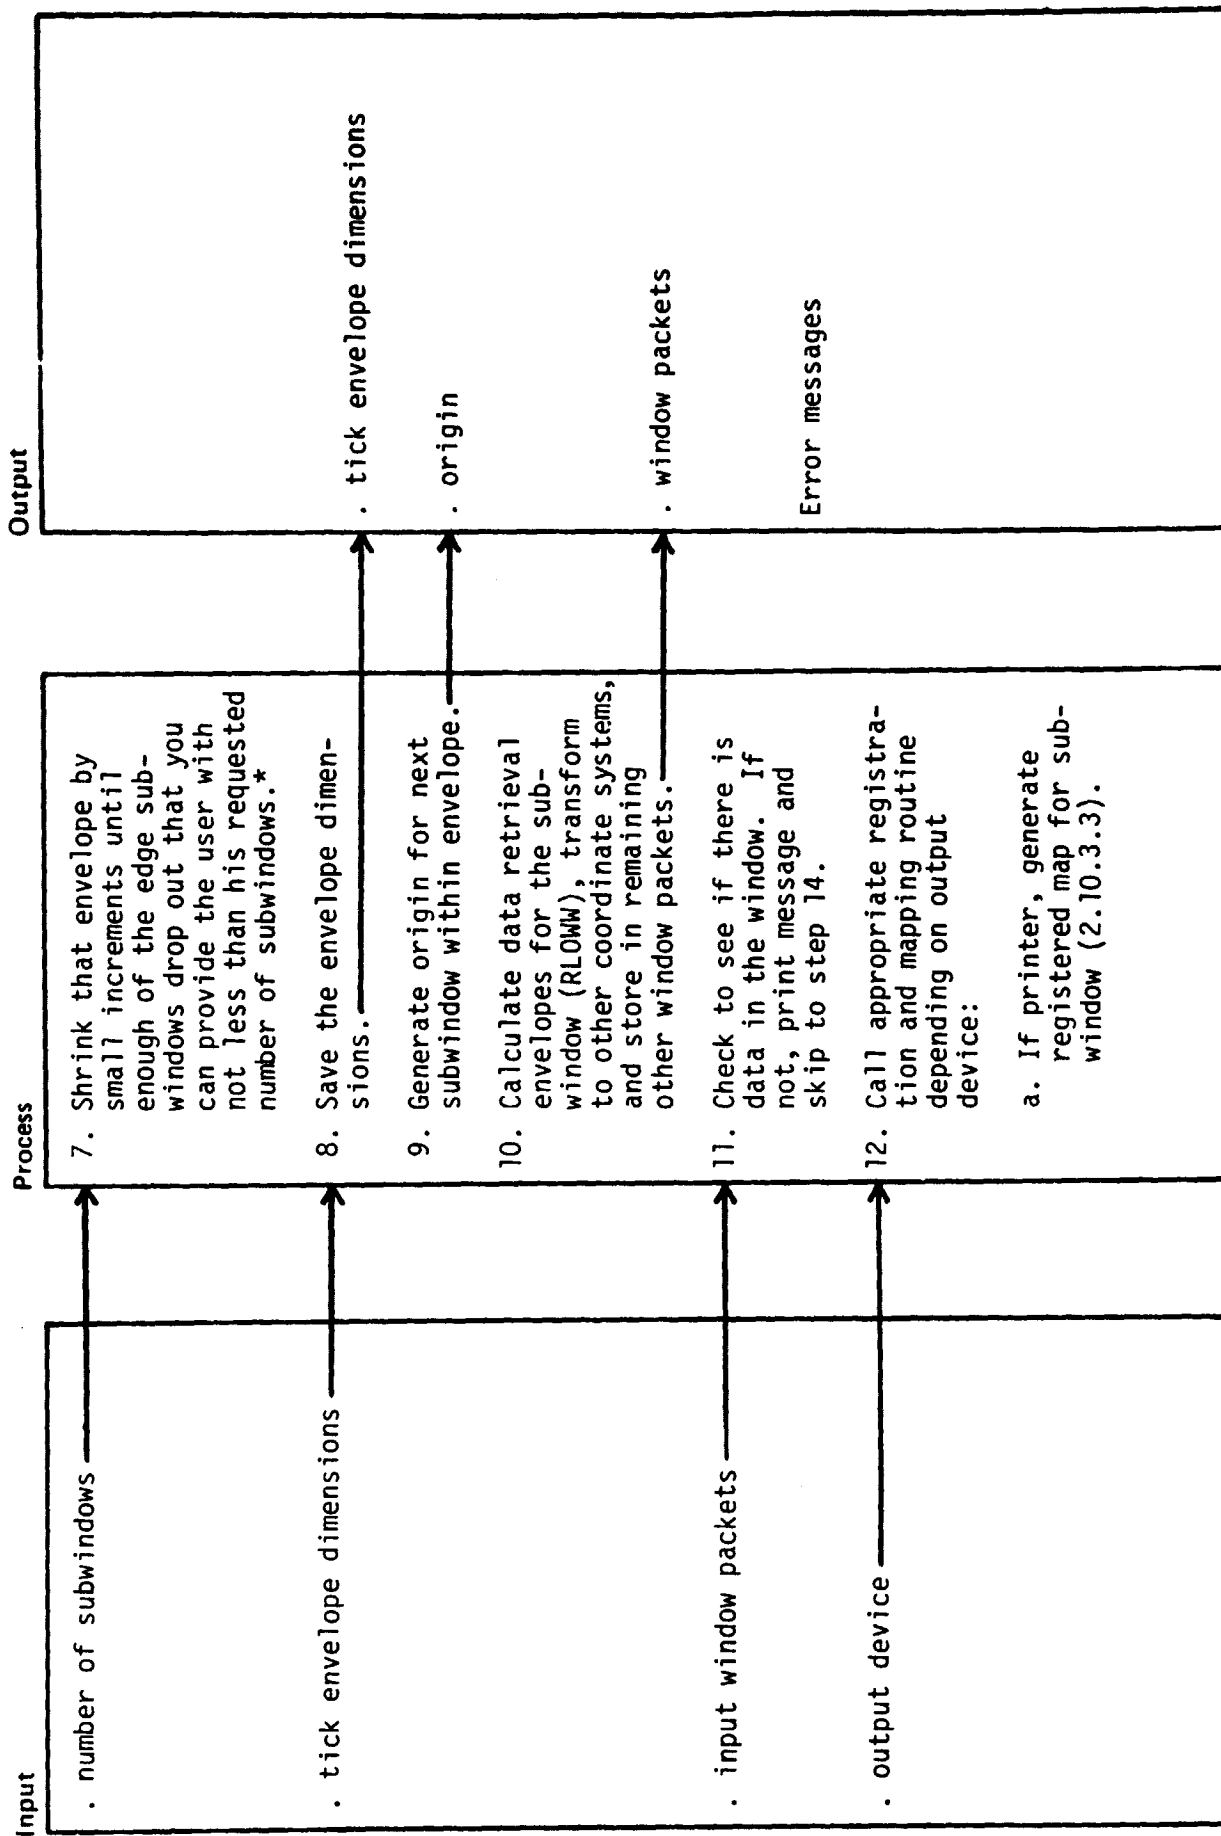 Input
. number of subwindows
. tick envelope dimensions
. input window packets
. output device
Process
7. Shrink that envelope by
small increments until
enough of the edge sub-
windows drop out that you
can provide the user with
not less than his requested
number of subwindows.*
8. Save the envelope dimen-
sions.
9. Generate origin for next
subwindow within envelope.
10. Calculate data retrieval
envelopes for the sub-
window (RLOWW), transform
to other coordinate systems,
and store in remaining
other window packets.
11. Check to see if there is
data in the window. If
not, print message and
skip to step 14.
12. Call appropriate registra-
tion and mapping routine
depending on output
device:
a. If printer, generate
registered map for sub-
window (2.10.3.3).
Output
. tick envelope dimensions
. origin
. window packets
Error messages